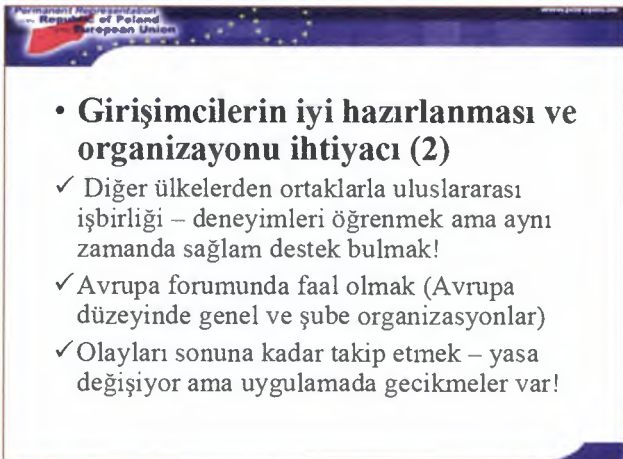 Permanent Representation
of Poland
European Union
• Girişimcilerin iyi hazırlanması ve
organizayonu ihtiyacı (2)
✓ Diğer ülkelerden ortaklarla uluslararası
işbirliği – deneyimleri öğrenmek ama aynı
zamanda sağlam destek bulmak!
✓ Avrupa forumunda faal olmak (Avrupa
düzeyinde genel ve şube organizasyonlar)
✓ Olayları sonuna kadar takip etmek – yasa
değişiyor ama uygulamada gecikmeler var!